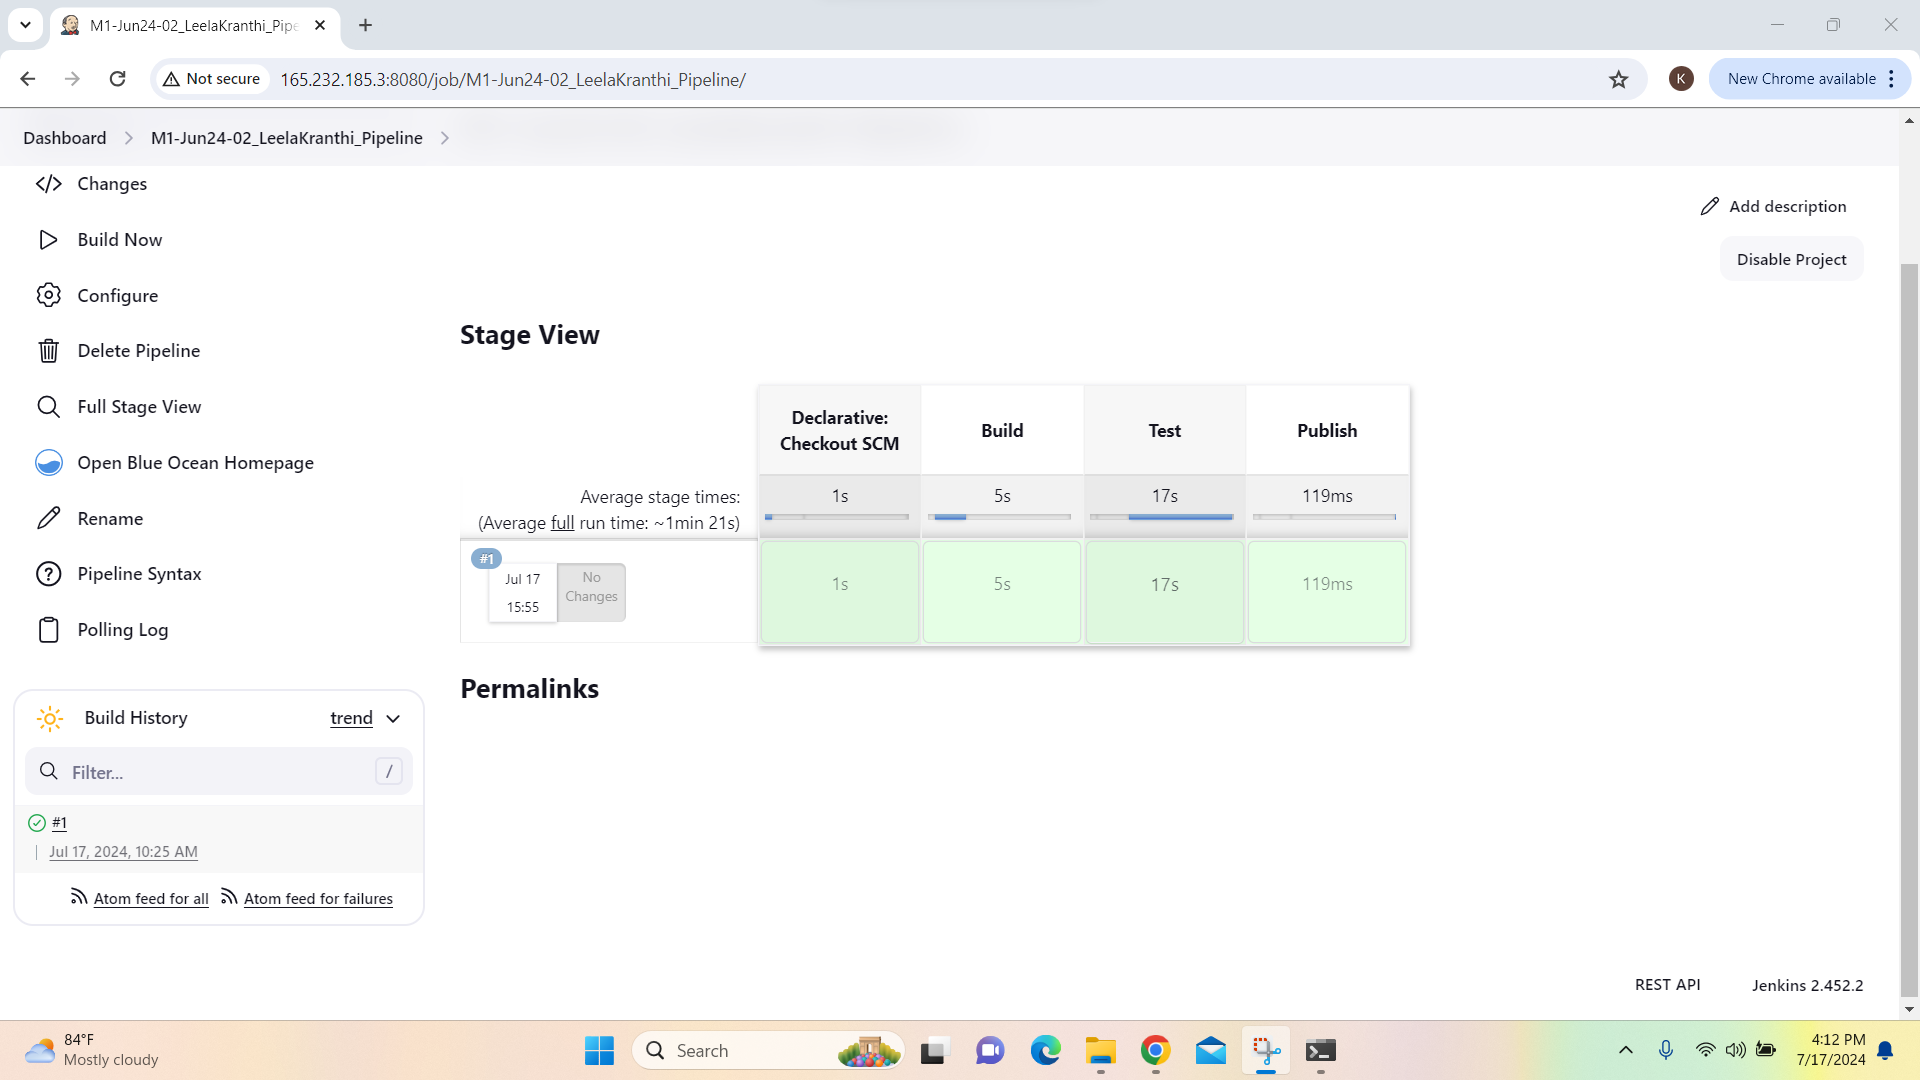 M1-Jun24-02_LeelaKranthi_Pipe
Not secure
165.232.185.3:8080/job/M1-Jun24-02_LeelaKranthi_Pipeline/
K
New Chrome available
Dashboard
M1-Jun24-02_LeelaKranthi_Pipeline
Changes
Build Now
Configure
Delete Pipeline
Full Stage View
Open Blue Ocean Homepage
Rename
Pipeline Syntax
Polling Log
Build History
trend
Filter...
/
#1
Jul 17, 2024, 10:25 AM
Atom feed for all
Atom feed for failures
Add description
Disable Project
Stage View
Declarative:
Checkout SCM
Build
Test
Publish
Average stage times:
(Average full run time: ~1min 21s)
1s
5s
17s
119ms
#1
Jul 17
15:55
No
Changes
1s
5s
17s
119ms
Permalinks
REST API
Jenkins 2.452.2
84°F
Mostly cloudy
Search
4:12 PM
7/17/2024